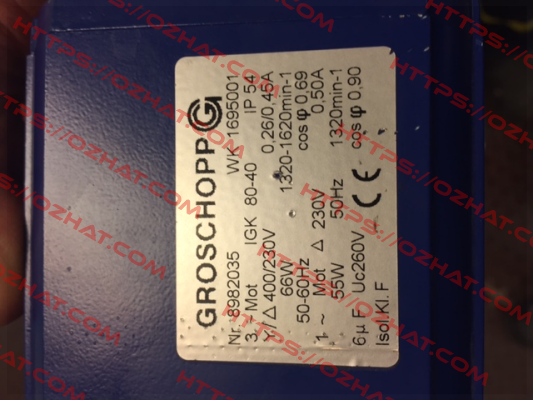 GROSCHOPP
Nr. 8982035 WK 1695001
3 ~ Mot IGK 80-40 IP 54
Y/△ 400/230V 0,26/0,45A
66W 1320-1620min-1
50-60Hz cos φ 0,69
1 ~ Mot △ 230V 0,50A
55W 50Hz 1320min-1
6µF Uc260V CE cos φ 0,90
Isol.Kl. F
HTTPS://OZHAT.COM